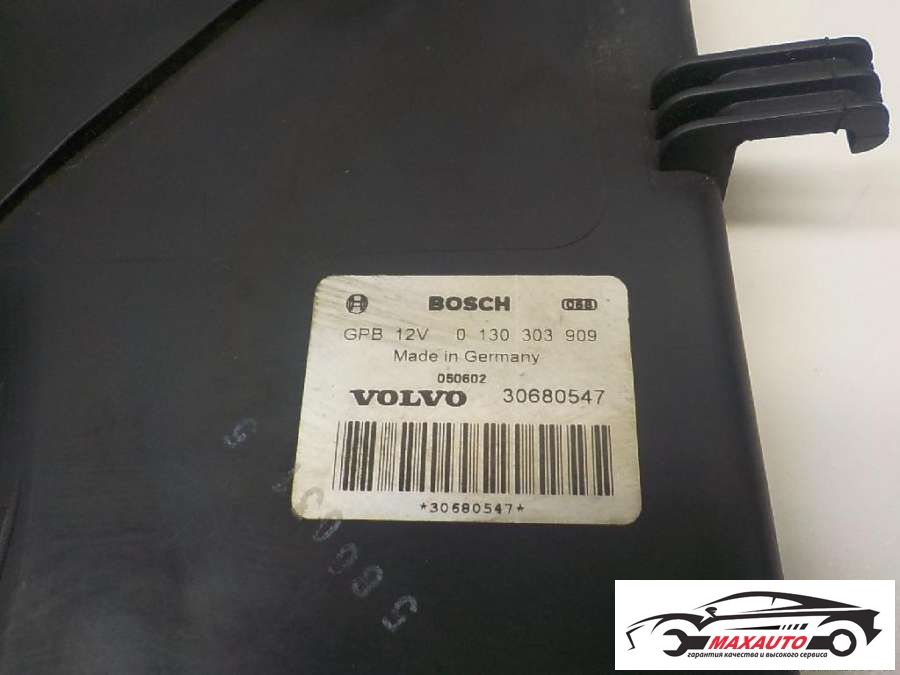 BOSCH 068
GPB 12V 0 130 303 909
Made in Germany
050602
VOLVO 30680547
*30680547*
MAXAUTO
гарантия качества и высокого сервиса